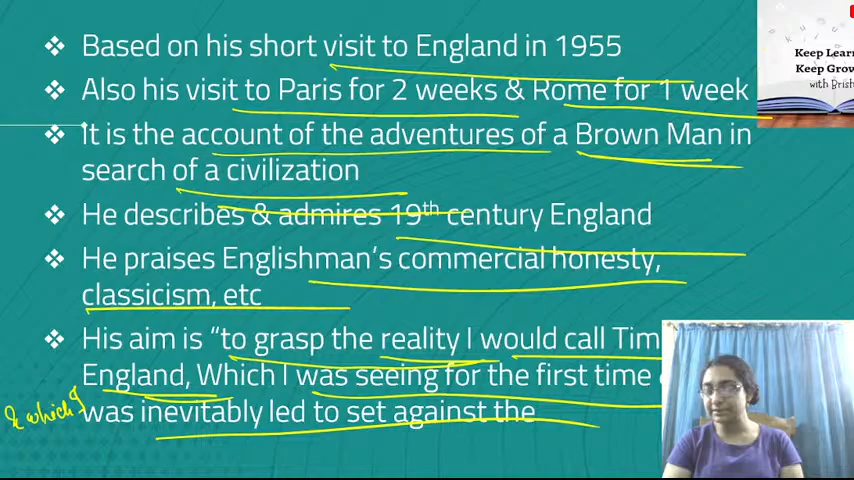 ❖ Based on his short visit to England in 1955
❖ Also his visit to Paris for 2 weeks & Rome for 1 week
❖ It is the account of the adventures of a Brown Man in
search of a civilization
❖ He describes & admires 19th century England
❖ He praises Englishman's commercial honesty,
classicism, etc
❖ His aim is "to grasp the reality I would call Tim
England, Which I was seeing for the first time
& which I
was inevitably led to set against the
Keep Lear
Keep Grow
with Brish